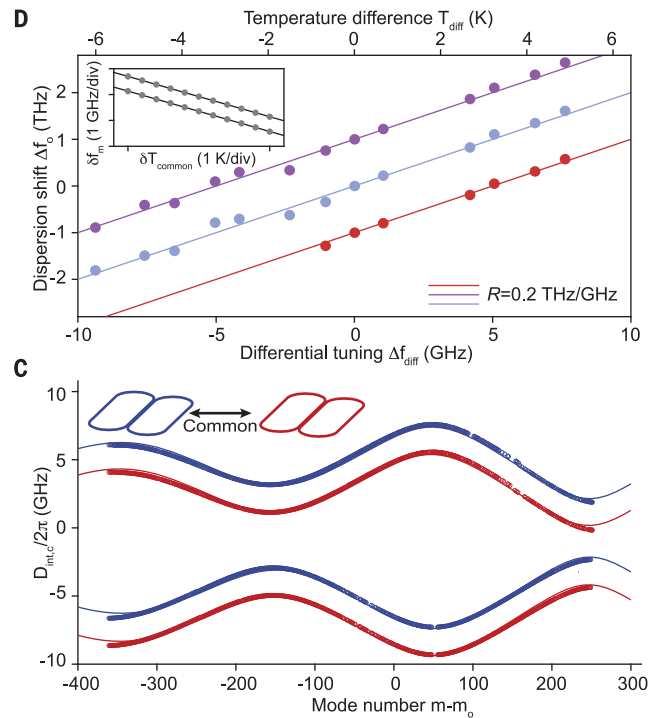 D
Temperature difference T_diff (K)
-6 -4 -2 0 2 4 6
Dispersion shift Δf_o (THz)
2
1
0
-1
-2
δf_m (1 GHz/div)
δT_common (1 K/div)
R=0.2 THz/GHz
-10 -5 0 5 10
Differential tuning Δf_diff (GHz)
C
D_int,c/2π (GHz)
10
5
0
-5
-10
Common
-400 -300 -200 -100 0 100 200 300
Mode number m-m_o